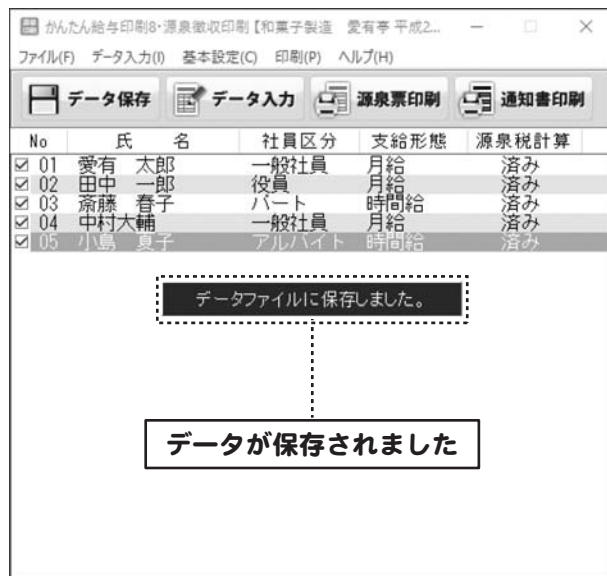 かんたん給与印刷8・源泉徴収印刷【和菓子製造　愛有亭 平成2...
ファイル(F) データ入力(I) 基本設定(C) 印刷(P) ヘルプ(H)
データ保存 データ入力 源泉票印刷 通知書印刷
No 氏　名 社員区分 支給形態 源泉税計算
01 愛有　太郎 一般社員 月給 済み
02 田中　一郎 役員 月給 済み
03 斎藤　春子 パート 時間給 済み
04 中村大輔 一般社員 月給 済み
05 小島　夏子 アルバイト 時間給 済み
データファイルに保存しました。
データが保存されました